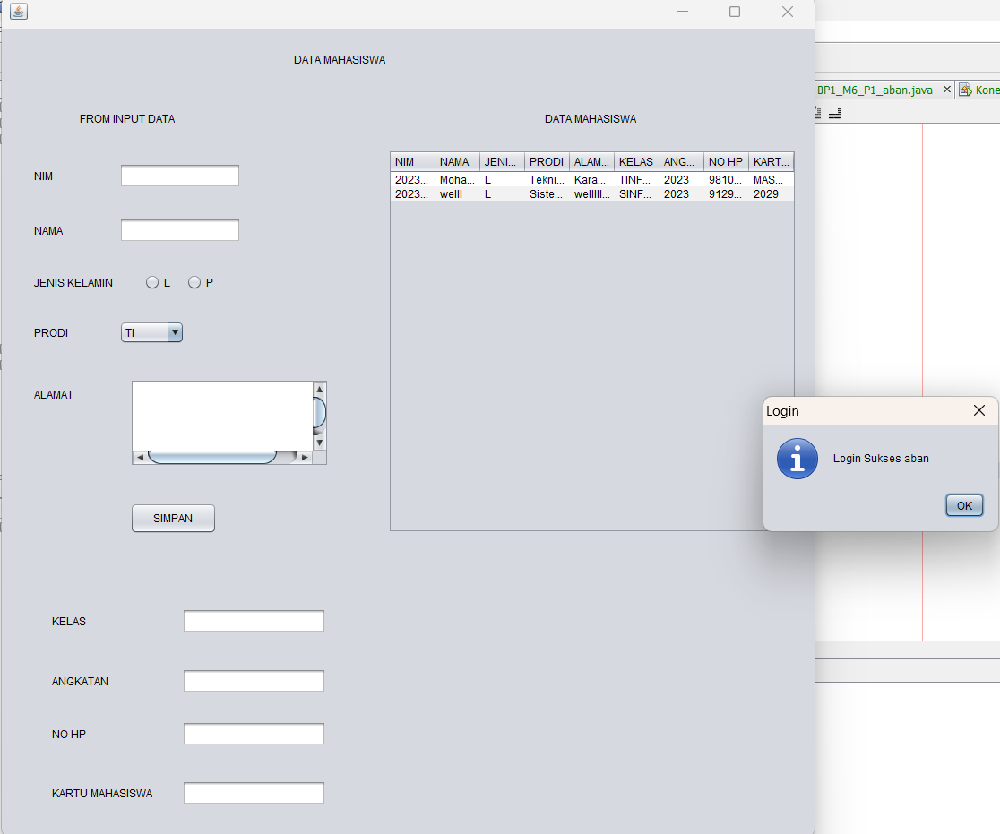 DATA MAHASISWA
BP1_M6_P1_aban.java
Kone
FROM INPUT DATA
DATA MAHASISWA
NIM
NAMA
JENIS KELAMIN L P
PRODI TI
ALAMAT
SIMPAN
KELAS
ANGKATAN
NO HP
KARTU MAHASISWA
NIM NAMA JENI... PRODI ALAM... KELAS ANG... NO HP KART...
2023... Moha... L Tekni... Kara... TINF... 2023 9810... MAS...
2023... welll L Siste... welllll... SINF... 2023 9129... 2029
Login
Login Sukses aban
OK